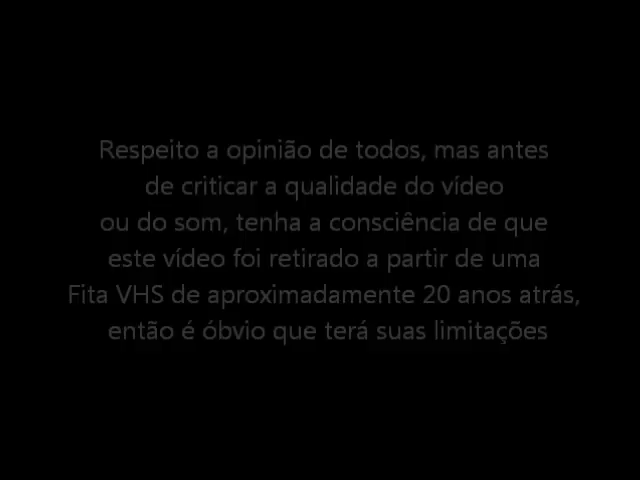 Respeito a opinião de todos, mas antes
de criticar a qualidade do vídeo
ou do som, tenha a consciência de que
este vídeo foi retirado a partir de uma
Fita VHS de aproximadamente 20 anos atrás,
então é óbvio que terá suas limitações